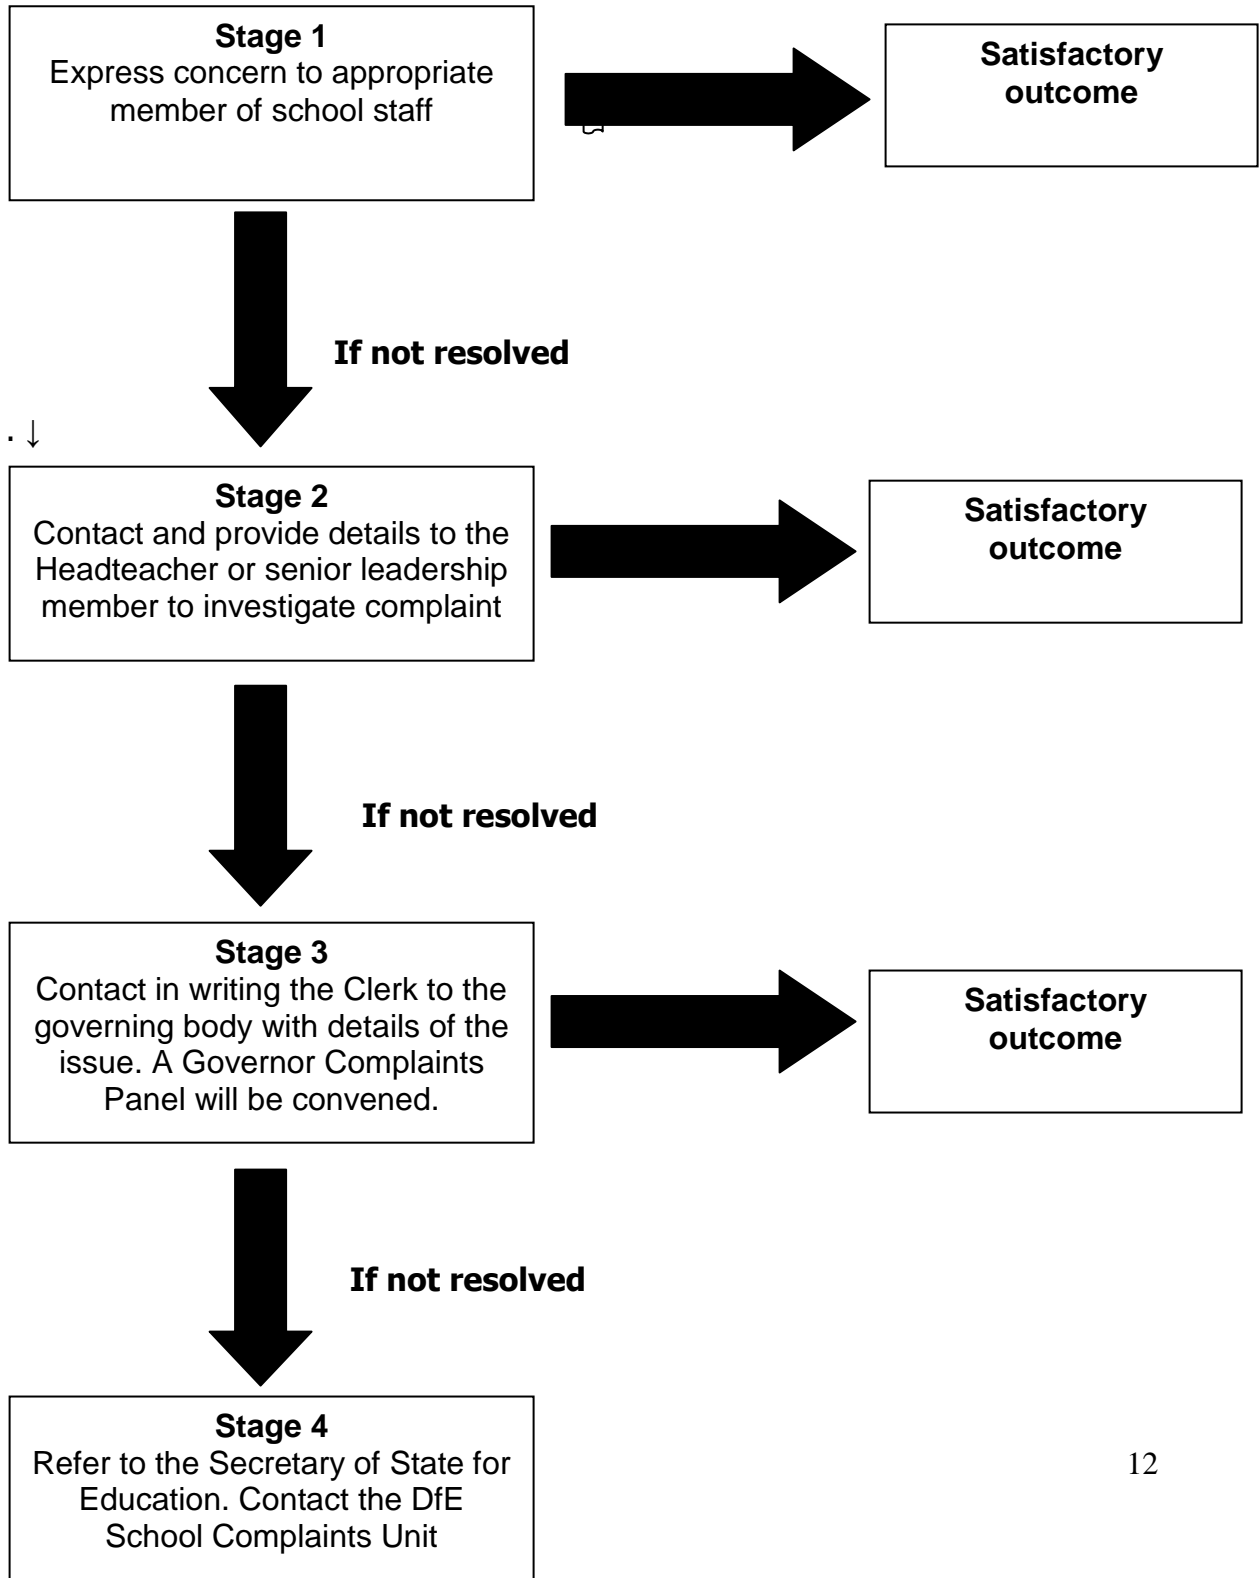 Stage 1
Express concern to appropriate
member of school staff
Satisfactory
outcome
If not resolved
. ↓
Stage 2
Contact and provide details to the
Headteacher or senior leadership
member to investigate complaint
Satisfactory
outcome
If not resolved
Stage 3
Contact in writing the Clerk to the
governing body with details of the
issue. A Governor Complaints
Panel will be convened.
Satisfactory
outcome
If not resolved
Stage 4
Refer to the Secretary of State for
Education. Contact the DfE
School Complaints Unit
12